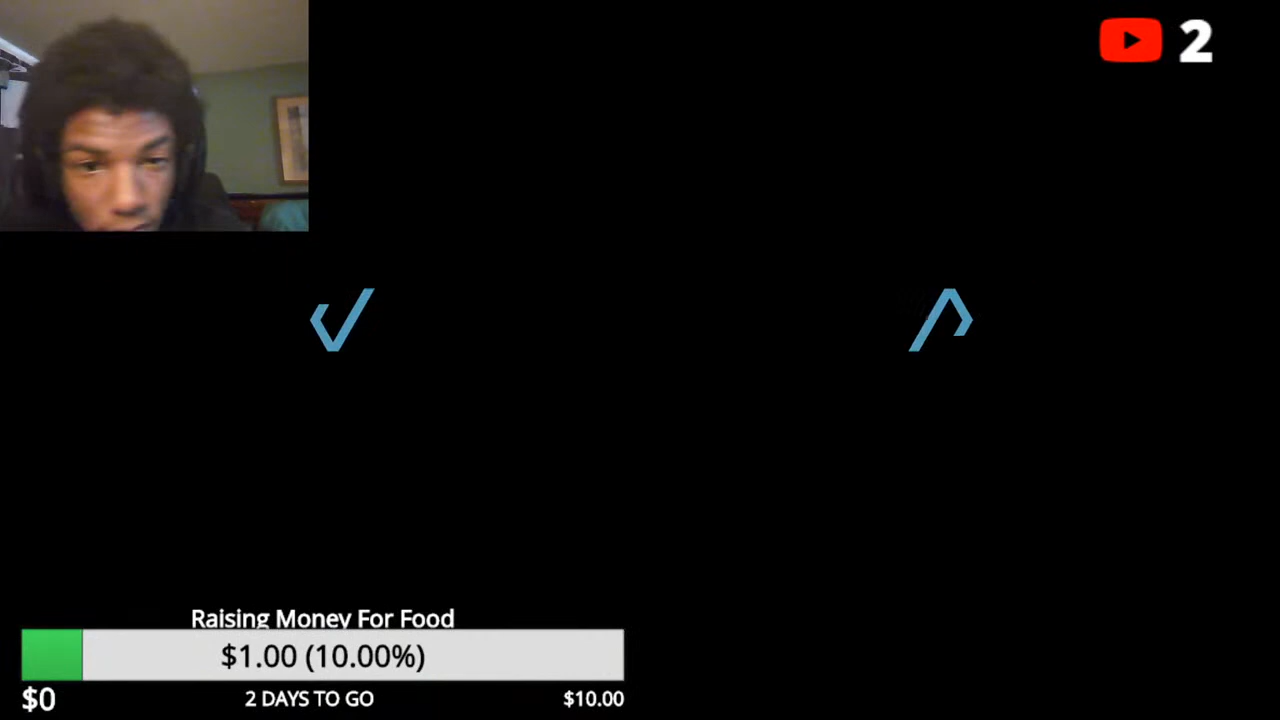 2
Raising Money For Food
$1.00 (10.00%)
$0
2 DAYS TO GO
$10.00